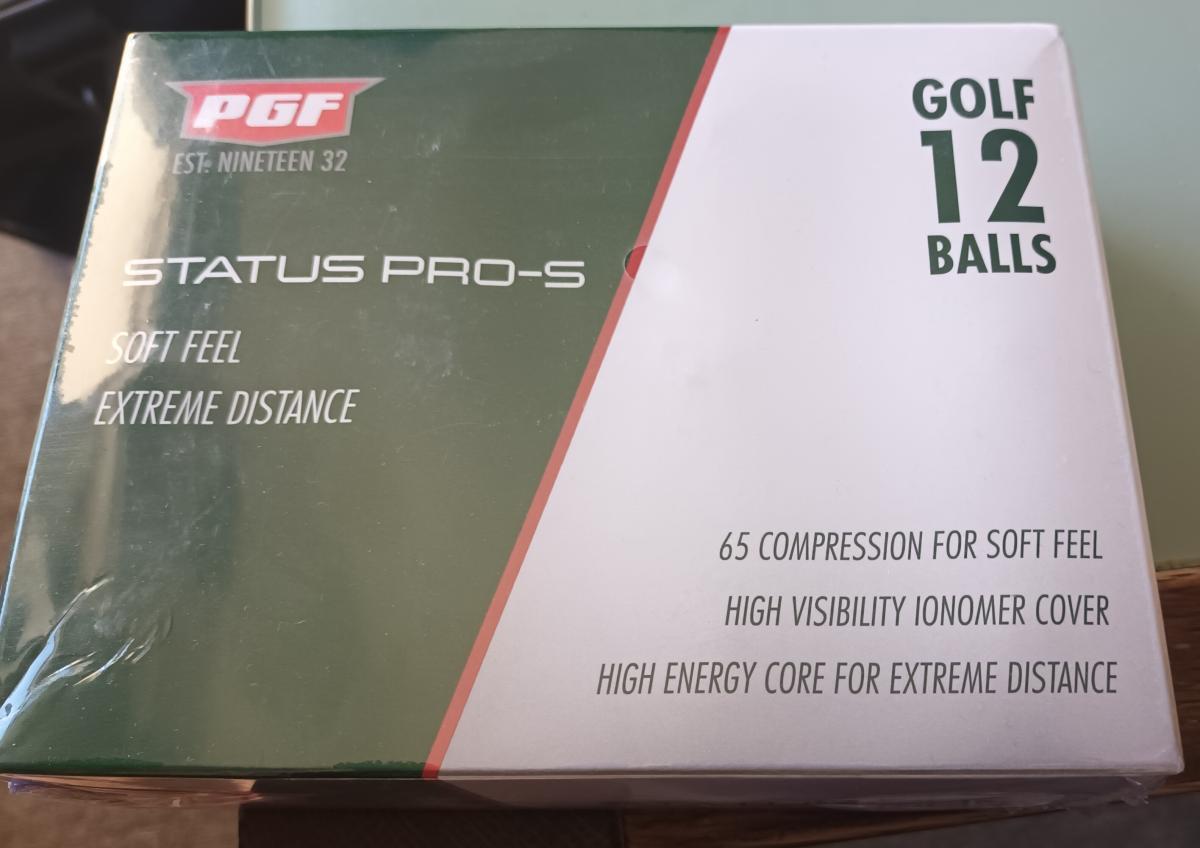 PGF
EST. NINETEEN 32
STATUS PRO-S
SOFT FEEL
EXTREME DISTANCE
GOLF
12
BALLS
65 COMPRESSION FOR SOFT FEEL
HIGH VISIBILITY IONOMER COVER
HIGH ENERGY CORE FOR EXTREME DISTANCE